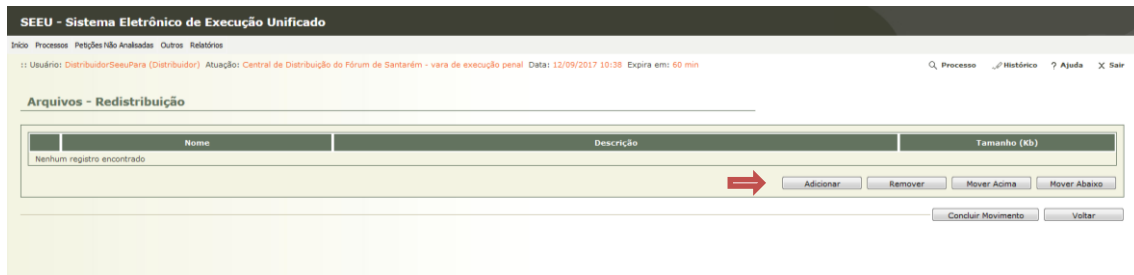 SEEU - Sistema Eletrônico de Execução Unificado
Início Processos Petições Não Analisadas Outros Relatórios
:: Usuário: DistribuidorSeeuPara (Distribuidor) Atuação: Central de Distribuição do Fórum de Santarém - vara de execução penal Data: 12/09/2017 10:38 Expira em: 60 min Processo Histórico ? Ajuda X Sair
Arquivos - Redistribuição
Nome Descrição Tamanho (Kb)
Nenhum registro encontrado
Adicionar Remover Mover Acima Mover Abaixo
Concluir Movimento Voltar